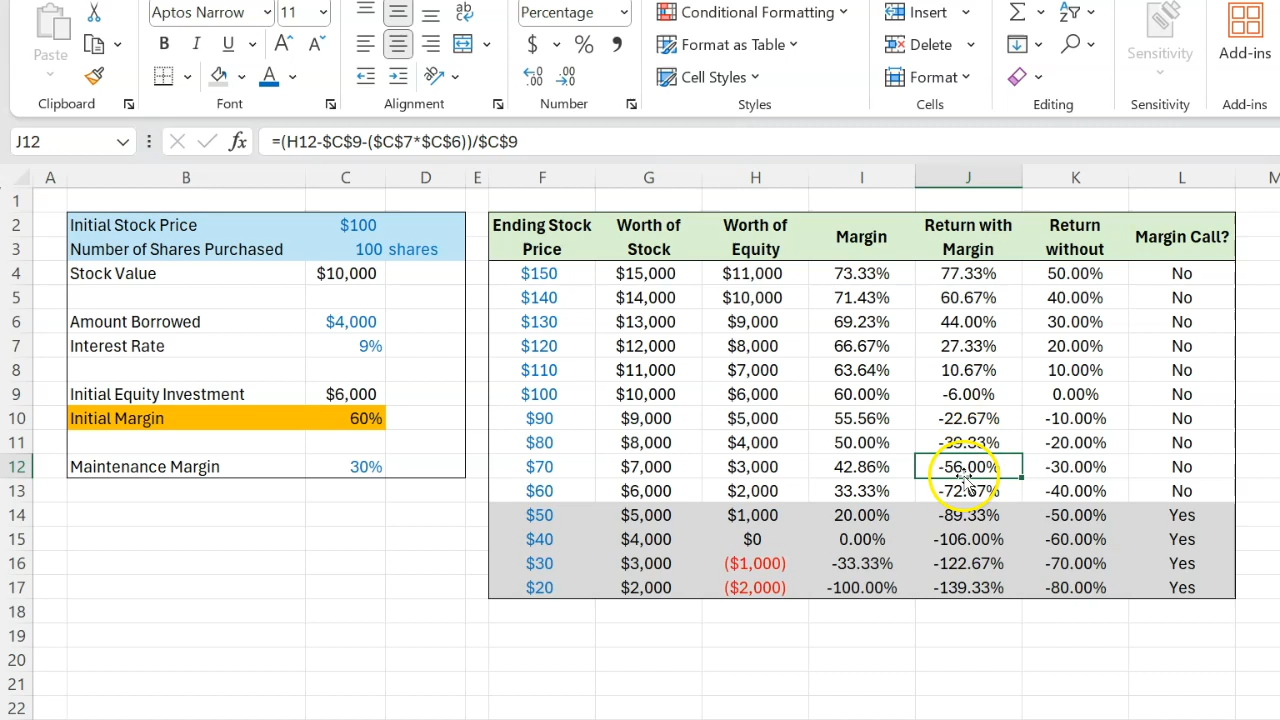 Aptos Narrow 11 Percentage Conditional Formatting Insert
Paste B I U A A $ % 9 Format as Table Delete Sensitivity Add-ins
A Cell Styles Format
Clipboard Font Alignment Number Styles Cells Editing Sensitivity Add-ins
J12 fx =(H12-$C$9-($C$7*$C$6))/$C$9
A B C D E F G H I J K L M
1
2 Initial Stock Price $100 Ending Stock Worth of Worth of Margin Return with Return Margin Call?
3 Number of Shares Purchased 100 shares Price Stock Equity Margin without
4 Stock Value $10,000 $150 $15,000 $11,000 73.33% 77.33% 50.00% No
5 $140 $14,000 $10,000 71.43% 60.67% 40.00% No
6 Amount Borrowed $4,000 $130 $13,000 $9,000 69.23% 44.00% 30.00% No
7 Interest Rate 9% $120 $12,000 $8,000 66.67% 27.33% 20.00% No
8 $110 $11,000 $7,000 63.64% 10.67% 10.00% No
9 Initial Equity Investment $6,000 $100 $10,000 $6,000 60.00% -6.00% 0.00% No
10 Initial Margin 60% $90 $9,000 $5,000 55.56% -22.67% -10.00% No
11 $80 $8,000 $4,000 50.00% -39.33% -20.00% No
12 Maintenance Margin 30% $70 $7,000 $3,000 42.86% -56.00% -30.00% No
13 $60 $6,000 $2,000 33.33% -72.67% -40.00% No
14 $50 $5,000 $1,000 20.00% -89.33% -50.00% Yes
15 $40 $4,000 $0 0.00% -106.00% -60.00% Yes
16 $30 $3,000 ($1,000) -33.33% -122.67% -70.00% Yes
17 $20 $2,000 ($2,000) -100.00% -139.33% -80.00% Yes
18
19
20
21
22